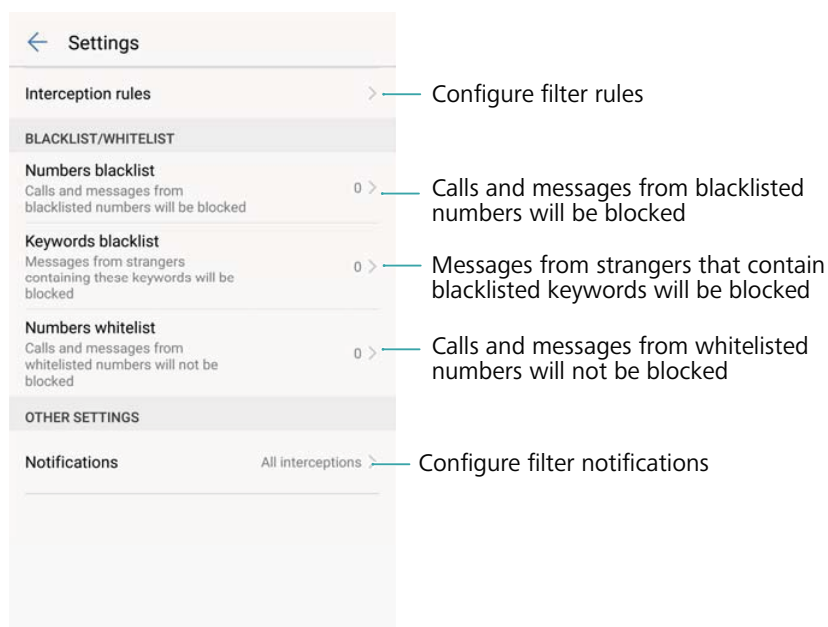 Settings
Interception rules
Configure filter rules
BLACKLIST/WHITELIST
Numbers blacklist
Calls and messages from
blacklisted numbers will be blocked
0
Calls and messages from blacklisted
numbers will be blocked
Keywords blacklist
Messages from strangers
containing these keywords will be
blocked
0
Messages from strangers that contain
blacklisted keywords will be blocked
Numbers whitelist
Calls and messages from
whitelisted numbers will not be
blocked
0
Calls and messages from whitelisted
numbers will not be blocked
OTHER SETTINGS
Notifications
All interceptions
Configure filter notifications